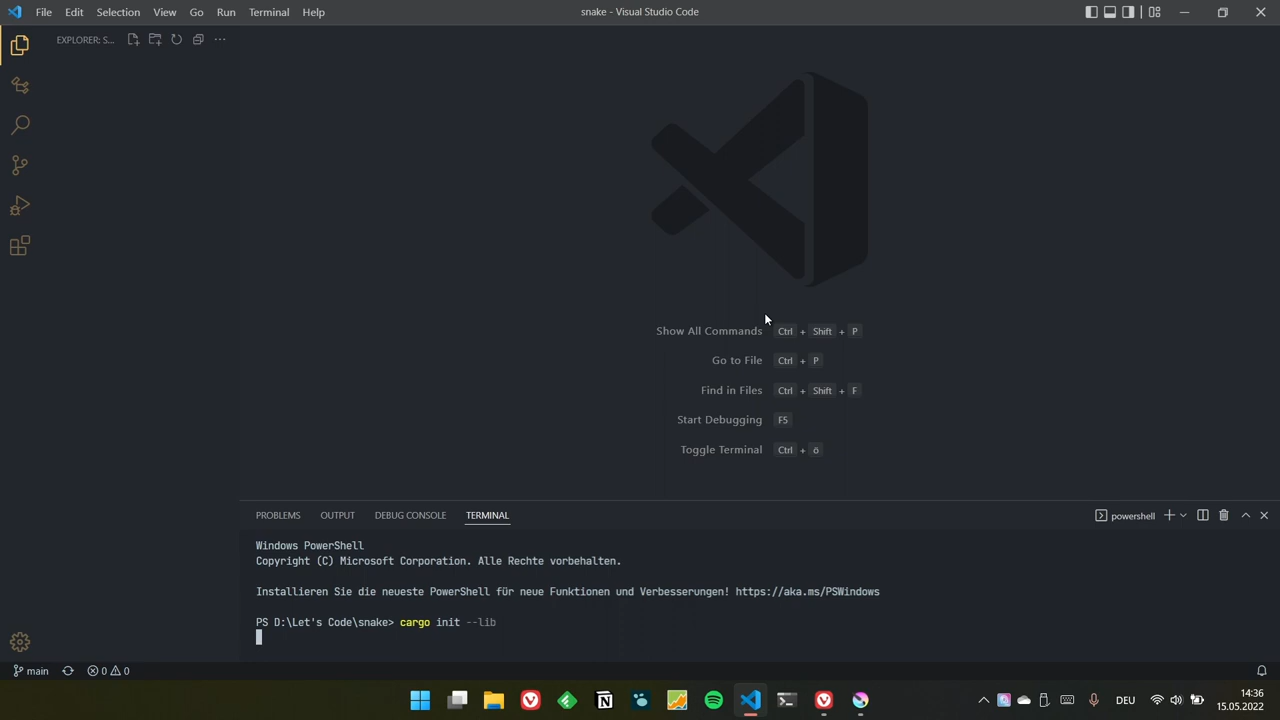 File Edit Selection View Go Run Terminal Help
snake - Visual Studio Code
EXPLORER: S...
Show All Commands Ctrl + Shift + P
Go to File Ctrl + P
Find in Files Ctrl + Shift + F
Start Debugging F5
Toggle Terminal Ctrl + ö
PROBLEMS OUTPUT DEBUG CONSOLE TERMINAL
powershell
Windows PowerShell
Copyright (C) Microsoft Corporation. Alle Rechte vorbehalten.
Installieren Sie die neueste PowerShell für neue Funktionen und Verbesserungen! https://aka.ms/PSWindows
PS D:\Let's Code\snake> cargo init --lib
main 0 0
DEU
14:36
15.05.2022